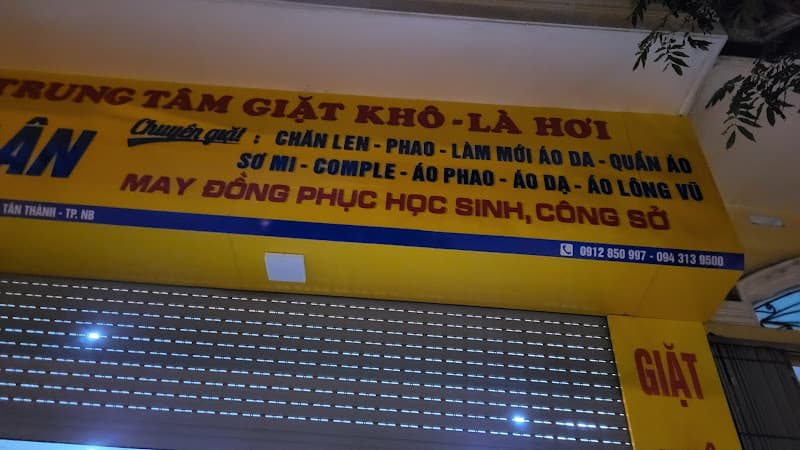 TRUNG TÂM GIẶT KHÔ - LÀ HƠI
Chuyên giặt : CHĂN LEN - PHAO - LÀM MỚI ÁO DA - QUẦN ÁO
SƠ MI - COMPLE - ÁO PHAO - ÁO DẠ - ÁO LÔNG VŨ
MAY ĐỒNG PHỤC HỌC SINH, CÔNG SỞ
TÂN THÀNH - TP. NB
0912 850 997 - 094 313 9500
GIẶT